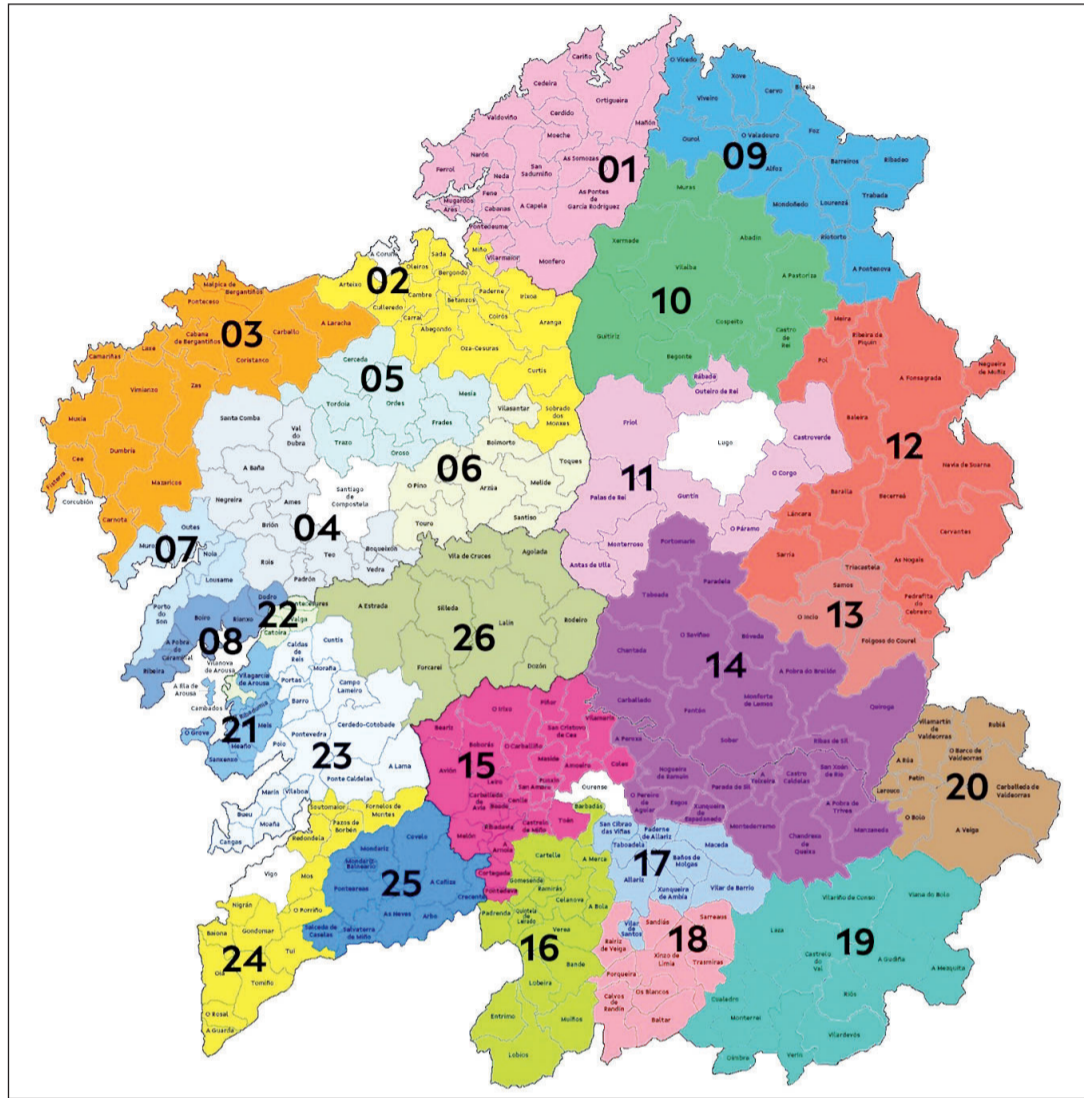 Cariño
O Vicedo
Xove
Cervo
Burela
Cedeira
Ortigueira
Viveiro
Valdoviño
Cerdido
Mañón
Moeche
Ourol
O Valadouro
Foz
Ribadeo
Narón
As Somozas
01
09
Barreiros
Ferrol
Neda
San Sadurniño
Alfoz
Fene
As Pontes de García Rodríguez
Muras
Trabada
Mugardos
Ares
Cabanas
A Capela
Mondoñedo
Lourenzá
Pontedeume
Riotorto
A Coruña
Miño
Vilarmaior
Monfero
Xermade
Abadín
A Pontenova
Oleiros
Sada
Bergondo
Vilalba
A Pastoriza
Malpica de Bergantiños
Arteixo
02
Cambre
Paderne
Irixoa
Ponteceso
Culleredo
Betanzos
10
03
Carral
Coirós
Cospeito
Meira
A Laracha
Aranga
Ribeira de Piquín
Laxe
Cabana de Bergantiños
Carballo
Abegondo
Guitiriz
Castro de Rei
Negueira de Muñiz
Camariñas
Coristanco
Oza-Cesuras
Begonte
Pol
Cerceda
Vimianzo
05
Curtis
Rábade
A Fonsagrada
Zas
Mesía
Outeiro de Rei
Tordoia
Ordes
Vilasantar
Baleira
Muxía
Santa Comba
Val do Dubra
Frades
Sobrado dos Monxes
Friol
Lugo
Castroverde
Dumbría
Trazo
Boimorto
12
Cee
Oroso
06
Toques
Navia de Suarna
Fisterra
Mazaricos
A Baña
O Corgo
Corcubión
Santiago de Compostela
O Pino
Arzúa
Melide
Palas de Rei
11
Guntín
Baralla
Becerreá
Negreira
Ames
Carnota
Outes
04
Touro
Santiso
Láncara
Cervantes
Muros
07
Noia
Brión
Teo
Boqueixón
Monterroso
O Páramo
Portomarín
Sarria
As Nogais
Rois
Vedra
Vila de Cruces
Agolada
Antas de Ulla
Triacastela
Lousame
Padrón
Taboada
Paradela
Samos
Dodro
Pontecesures
Pedrafita do Cebreiro
Porto do Son
Boiro
Rianxo
22
Valga
A Estrada
Silleda
Lalín
Rodeiro
O Incio
13
Folgoso do Courel
Catoira
26
O Saviñao
Bóveda
A Pobra do Caramiñal
08
Cuntis
Chantada
Ribeira
Vilanova de Arousa
Caldas de Reis
Forcarei
Dozón
14
A Pobra do Brollón
Vilagarcía de Arousa
Moraña
A Illa de Arousa
Portas
Campo Lameiro
Carballedo
Monforte de Lemos
Quiroga
Cambados
Ribadumia
Barro
O Irixo
Piñor
Pantón
Vilamartín de Valdeorras
Rubiá
O Grove
21
Meis
Cerdedo-Cotobade
Beariz
San Cristovo de Cea
Vilamarín
Meaño
Pontevedra
A Peroxa
Sober
Ribas de Sil
O Barco de Valdeorras
Sanxenxo
Poio
23
A Lama
Boborás
O Carballiño
Maside
Coles
A Rúa
Avión
15
Amoeiro
Nogueira de Ramuín
A Teixeira
Castro Caldelas
San Xoán de Río
Petín
20
Carballeda de Valdeorras
Ponte Caldelas
Leiro
Punxín
San Amaro
Ourense
Parada de Sil
Larouco
Marín
Vilaboa
Carballeda de Avia
Beade
Cenlle
O Pereiro de Aguiar
Esgos
Xunqueira de Espadanedo
A Pobra de Trives
O Bolo
Bueu
Moaña
Soutomaior
Fornelos de Montes
Barbadás
Montederramo
Manzaneda
Cangas
Pazos de Borbén
Melón
Ribadavia
Castrelo de Miño
Toén
San Cibrao das Viñas
Paderne de Allariz
Chandrexa de Queixa
A Veiga
Redondela
Covelo
A Arnoia
Taboadela
Maceda
Mondariz
Mondariz-Balneario
Cartelle
A Merca
17
Baños de Molgas
Vigo
Mos
25
Cortegada
Gomesende
Allariz
Ponteareas
A Cañiza
Pontedeva
Ramirás
Celanova
Xunqueira de Ambía
Vilar de Barrio
Viana do Bolo
Nigrán
O Porriño
Crecente
Padrenda
Quintela de Leirado
A Bola
Vilariño de Conso
Baiona
Gondomar
As Neves
Arbo
Vilar de Santos
Sandiás
Sarreaus
Salceda de Caselas
Salvaterra de Miño
Verea
Rairiz de Veiga
18
Laza
19
24
Tui
16
Xinzo de Limia
Castrelo do Val
A Gudiña
Oia
Bande
Porqueira
Trasmiras
A Mezquita
Tomiño
Lobeira
Os Blancos
Riós
O Rosal
Calvos de Randín
Cualedro
A Guarda
Entrimo
Muíños
Baltar
Monterrei
Vilardevós
Lobios
Oímbra
Verín